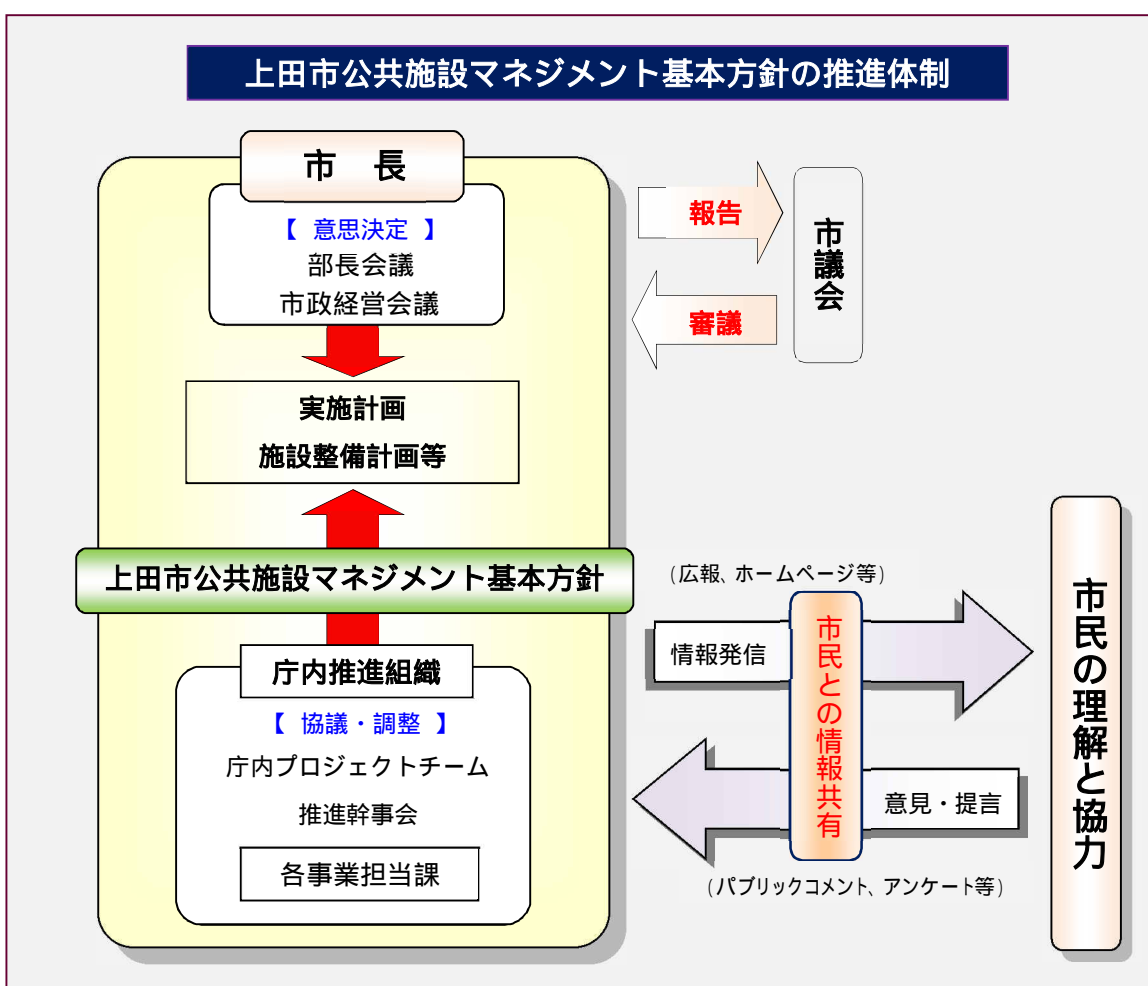 上田市公共施設マネジメント基本方針の推進体制
市 長
【 意思決定 】
部長会議
市政経営会議
報告
審議
市議会
実施計画
施設整備計画等
上田市公共施設マネジメント基本方針
庁内推進組織
【 協議・調整 】
庁内プロジェクトチーム
推進幹事会
各事業担当課
(広報、ホームページ等)
情報発信
市民との情報共有
意見・提言
(パブリックコメント、アンケート等)
市民の理解と協力